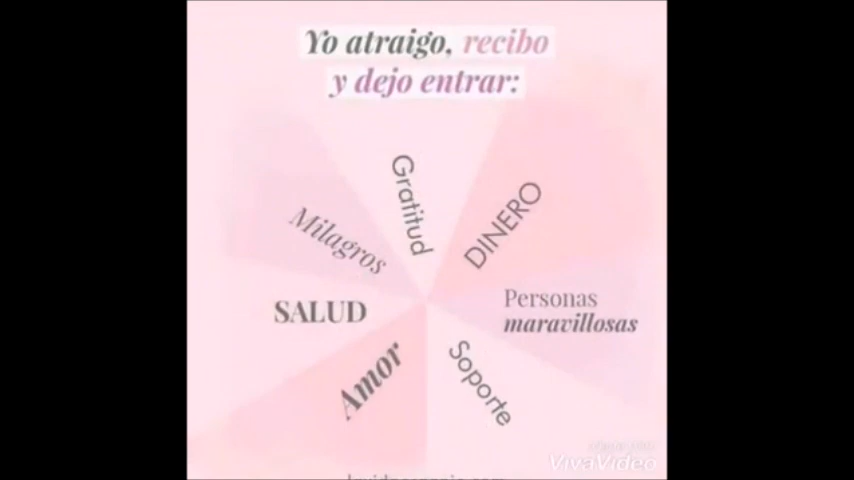 Yo atraigo, recibo
y dejo entrar:
Gratitud
DINERO
Milagros
Personas
maravillosas
SALUD
Amor
Soporte
VivaVideo